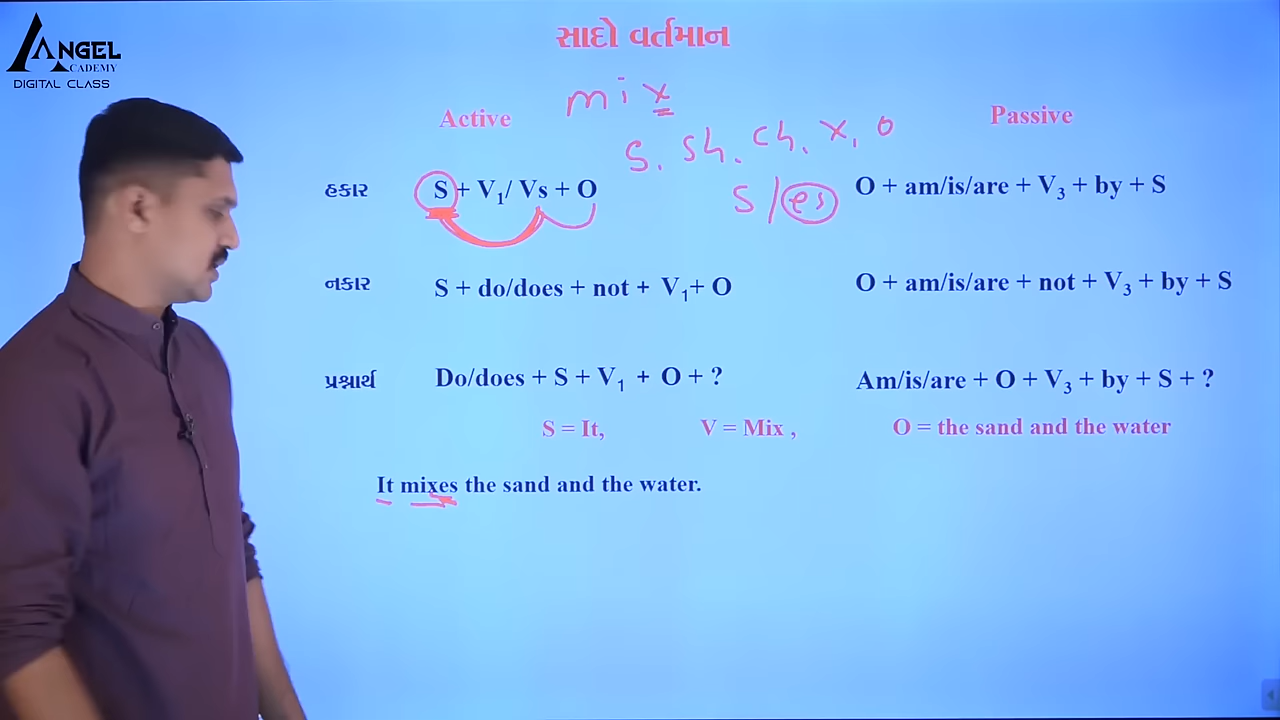 ANGEL
ACADEMY
DIGITAL CLASS
સાદો વર્તમાન
mix
Active
Passive
S. sh. ch. x, o
હકાર
S + V₁/ Vs + O
s/es
O + am/is/are + V₃ + by + S
નકાર
S + do/does + not + V₁+ O
O + am/is/are + not + V₃ + by + S
પ્રશ્નાર્થ
Do/does + S + V₁ + O + ?
Am/is/are + O + V₃ + by + S + ?
S = It, V = Mix , O = the sand and the water
It mixes the sand and the water.